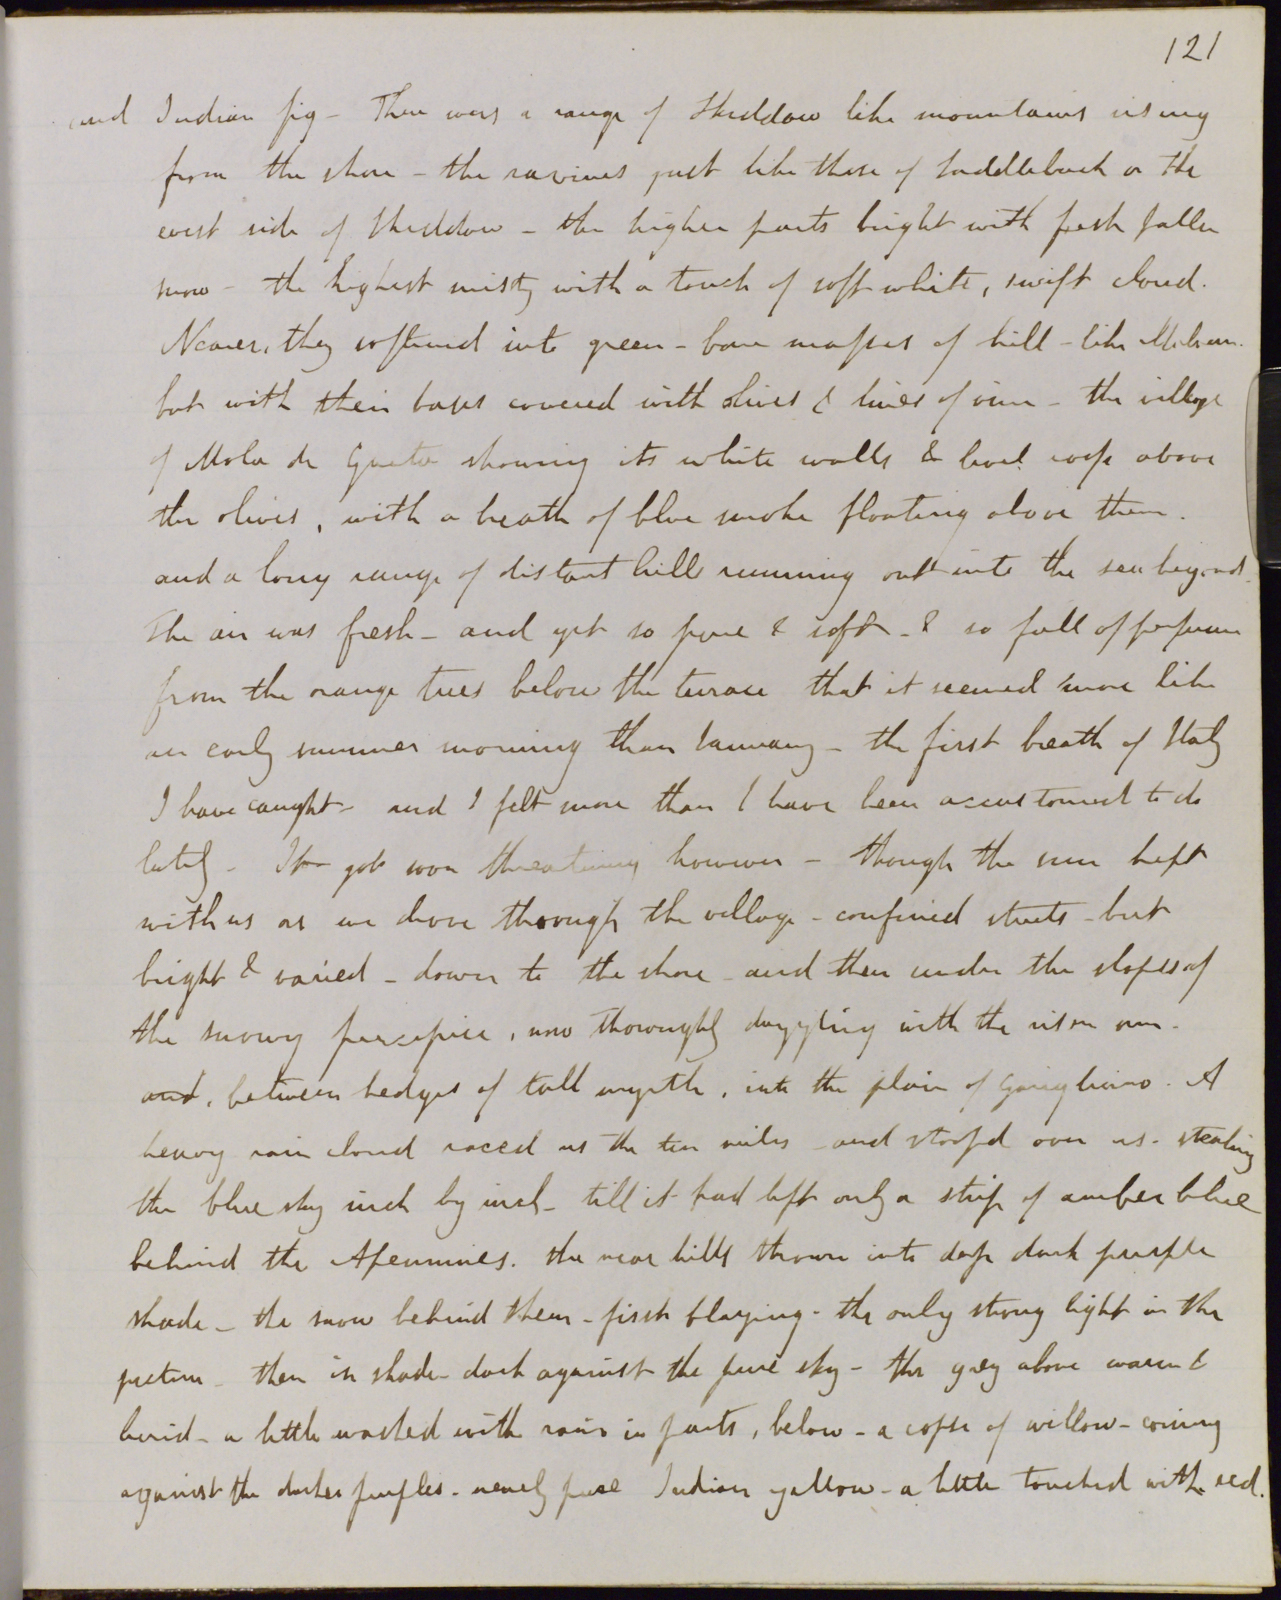 121
and Indian fig - There was a range of Skiddaw like mountains rising
from the shore - the ravines just like those of Saddleback or the
east side of Skiddaw - the higher parts bright with fresh fallen
snow - the highest misty with a touch of soft white, swift cloud.
Nearer, they softened into green - bare masses of hill - like Malvern.
but with their bases covered with olives & lines of vine - the village
of Mola de Gaeta showing its white walls & level roofs above
the olives, with a breath of blue smoke floating above them.
and a long range of distant hills running out into the sea beyond.
The air was fresh - and yet so pure & soft - & so full of perfume
from the orange trees below the terrace that it seemed more like
an early summer morning than January - the first breath of Italy
I have caught - and I felt more than I have been accustomed to do
lately - It got soon threatening however - though the sun kept
with us as we drove through the village - confined streets - but
bright & varied - down to the shore - and then under the slopes of
the snowy precipice, now thoroughly dazzling with the risen sun.
and, between hedges of tall myrtle, into the plain of Garigliano. A
heavy rain cloud raced us the ten miles - and stooped over us - stealing
the blue sky inch by inch - till it had left only a strip of amber blue
behind the Apennines. the near hills thrown into deep dark purple
shade - the snow behind them - first blazing - the only strong light in the
picture - then in shade - dark against the pure sky - the grey above warm &
lurid - a little washed with rain in parts, below - a copse of willow - coming
against the darker purples - nearly pure Indian yellow - a little touched with red.